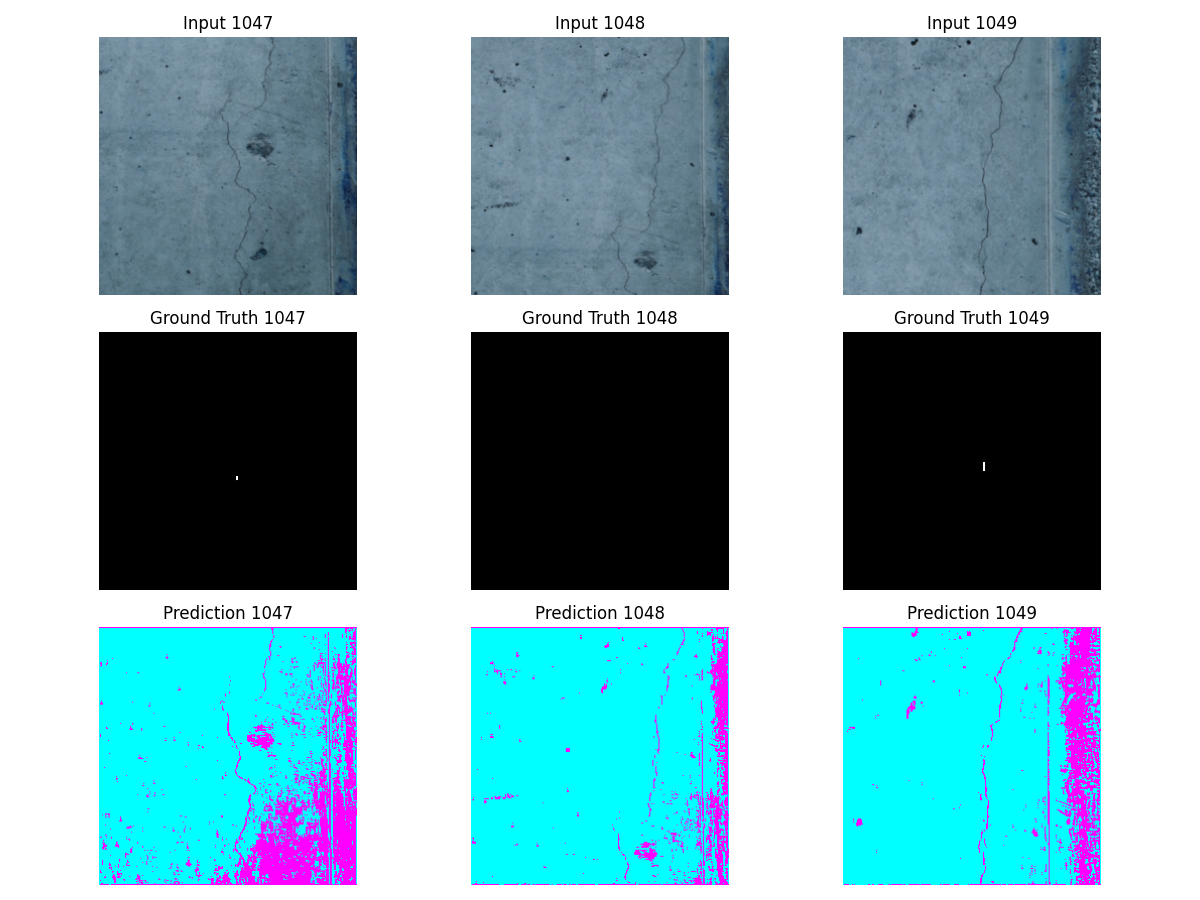 Input 1047
Input 1048
Input 1049
Ground Truth 1047
Ground Truth 1048
Ground Truth 1049
Prediction 1047
Prediction 1048
Prediction 1049